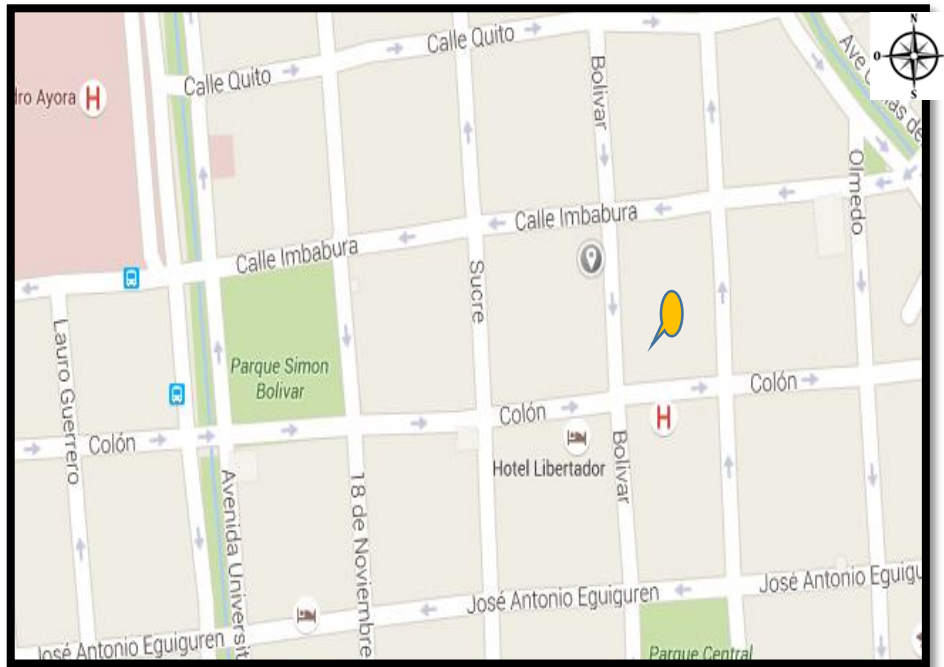 N
O
S
Calle Quito
Calle Quito
Bolivar
dro Ayora H
Olmedo
Calle Imbabura
Calle Imbabura
Sucre
Lauro Guerrero
Parque Simon
Bolivar
Colón
Colón
Colón
H
Hotel Libertador
Bolivar
Avenida Universit
18 de Noviembre
José Antonio Eguigu
José Antonio Eguiguren
José Antonio Eguiguren
Parque Central